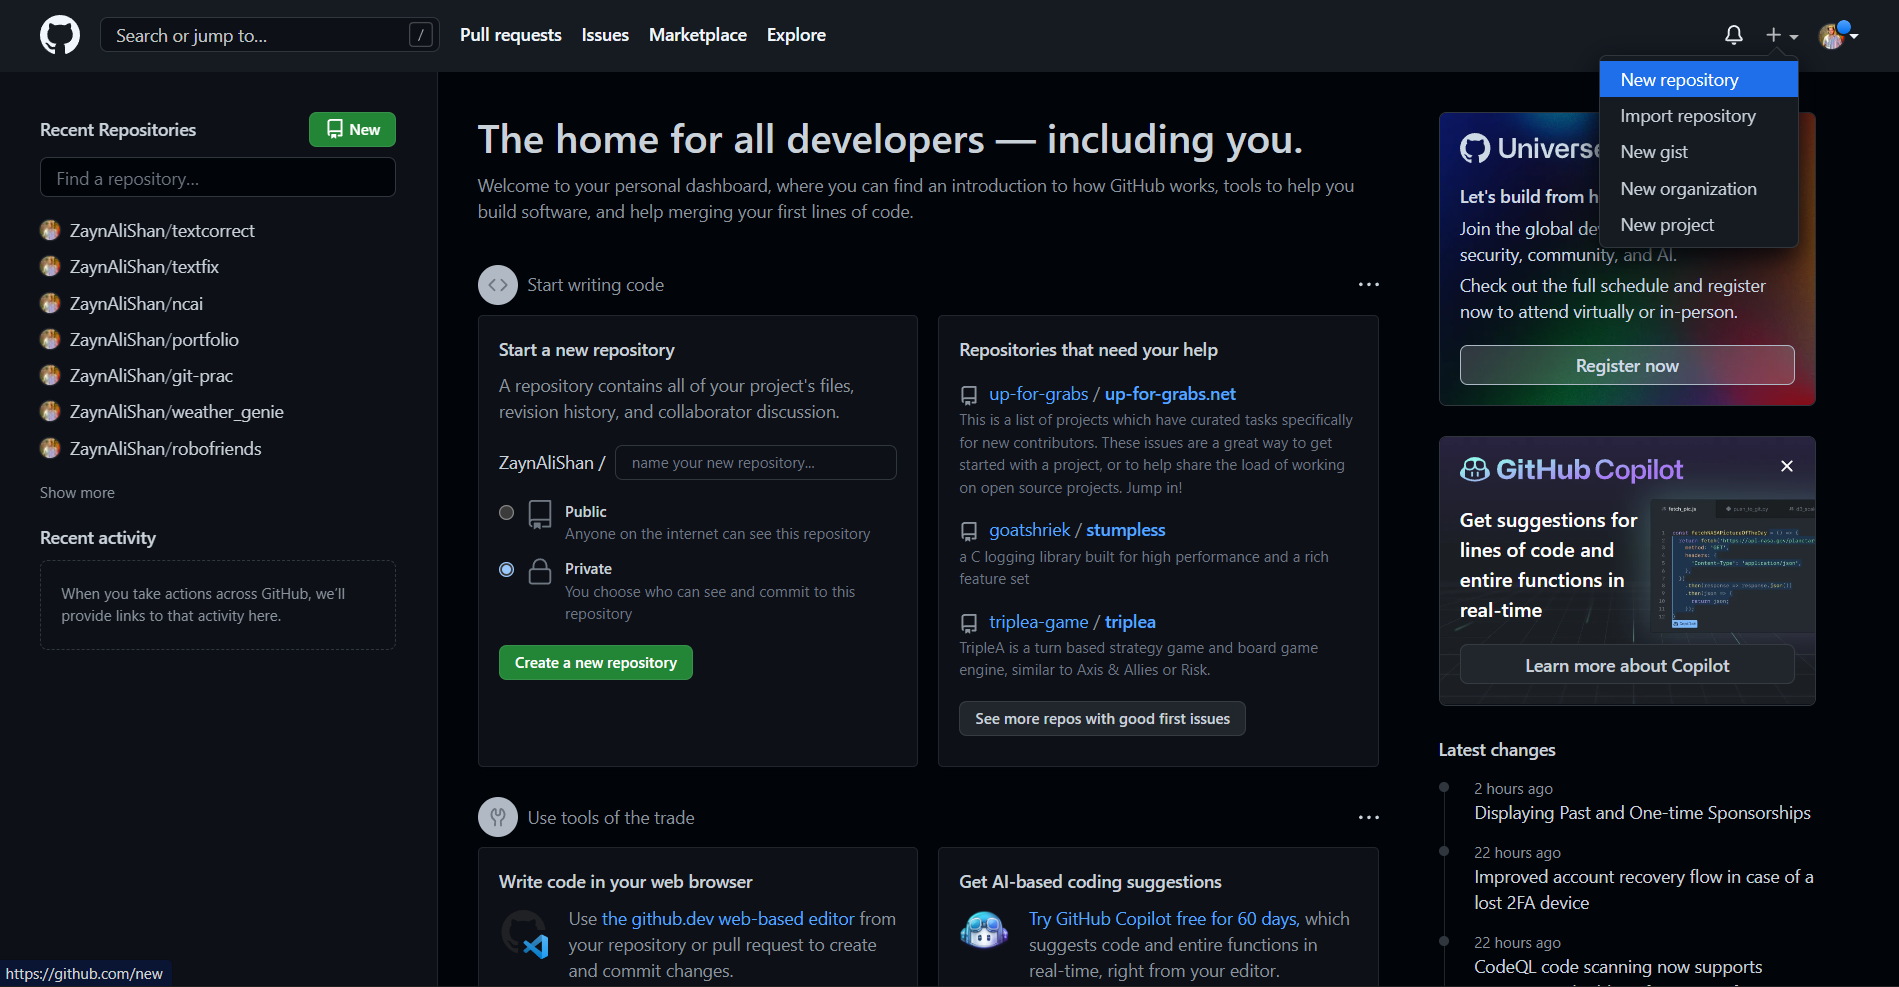 Search or jump to...
/
Pull requests
Issues
Marketplace
Explore
New repository
Import repository
New gist
New organization
New project
Recent Repositories
New
Find a repository...
ZaynAliShan/textcorrect
ZaynAliShan/textfix
ZaynAliShan/ncai
ZaynAliShan/portfolio
ZaynAliShan/git-prac
ZaynAliShan/weather_genie
ZaynAliShan/robofriends
Show more
Recent activity
When you take actions across GitHub, we'll
provide links to that activity here.
The home for all developers — including you.
Welcome to your personal dashboard, where you can find an introduction to how GitHub works, tools to help you
build software, and help merging your first lines of code.
Start writing code
Start a new repository
A repository contains all of your project's files,
revision history, and collaborator discussion.
ZaynAliShan /
name your new repository...
Public
Anyone on the internet can see this repository
Private
You choose who can see and commit to this
repository
Create a new repository
Repositories that need your help
up-for-grabs / up-for-grabs.net
This is a list of projects which have curated tasks specifically
for new contributors. These issues are a great way to get
started with a project, or to help share the load of working
on open source projects. Jump in!
goatshriek / stumpless
a C logging library built for high performance and a rich
feature set
triplea-game / triplea
TripleA is a turn based strategy game and board game
engine, similar to Axis & Allies or Risk.
See more repos with good first issues
Use tools of the trade
Write code in your web browser
Use the github.dev web-based editor from
your repository or pull request to create
and commit changes.
Get AI-based coding suggestions
Try GitHub Copilot free for 60 days, which
suggests code and entire functions in
real-time, right from your editor.
Universe
Let's build from h
Join the global de
security, community, and AI.
Check out the full schedule and register
now to attend virtually or in-person.
Register now
GitHub Copilot
Get suggestions for
lines of code and
entire functions in
real-time
Learn more about Copilot
Latest changes
2 hours ago
Displaying Past and One-time Sponsorships
22 hours ago
Improved account recovery flow in case of a
lost 2FA device
22 hours ago
CodeQL code scanning now supports
https://github.com/new